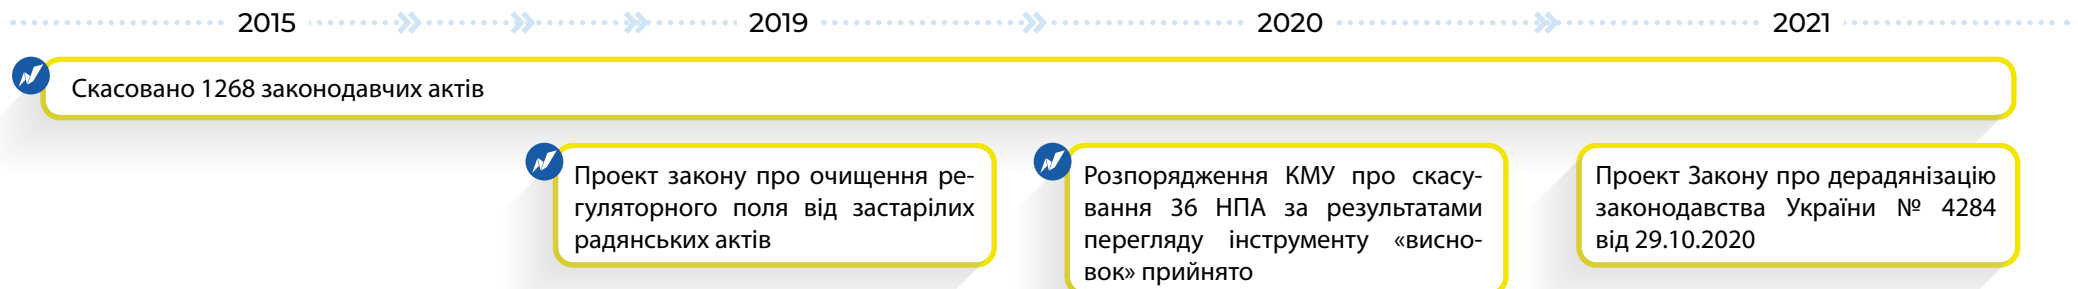 2015 2019 2020 2021
Скасовано 1268 законодавчих актів
Проект закону про очищення ре-
гуляторного поля від застарілих
радянських актів
Розпорядження КМУ про скасу-
вання 36 НПА за результатами
перегляду інструменту «висно-
вок» прийнято
Проект Закону про дерадянізацію
законодавства України № 4284
від 29.10.2020